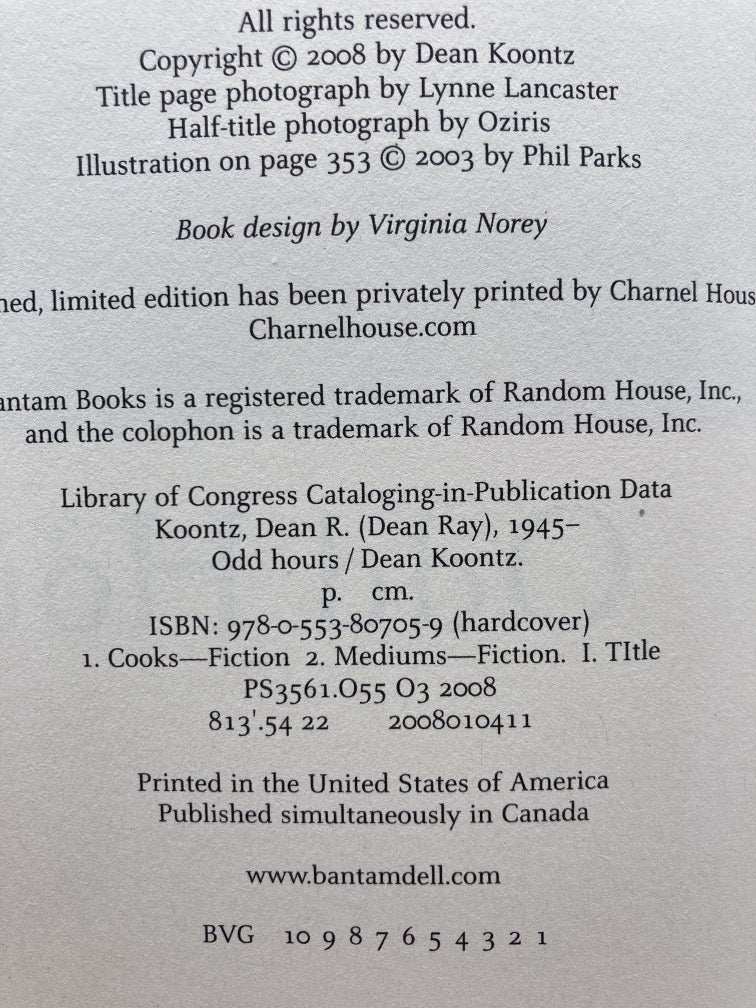 All rights reserved.
Copyright © 2008 by Dean Koontz
Title page photograph by Lynne Lancaster
Half-title photograph by Oziris
Illustration on page 353 © 2003 by Phil Parks
Book design by Virginia Norey
limited edition has been privately printed by Charnel Hous
Charnelhouse.com
antam Books is a registered trademark of Random House, Inc.,
and the colophon is a trademark of Random House, Inc.
Library of Congress Cataloging-in-Publication Data
Koontz, Dean R. (Dean Ray), 1945–
Odd hours / Dean Koontz.
p. cm.
ISBN: 978-0-553-80705-9 (hardcover)
1. Cooks—Fiction 2. Mediums—Fiction. I. TItle
PS3561.O55 O3 2008
813'.54 22 2008010411
Printed in the United States of America
Published simultaneously in Canada
www.bantamdell.com
BVG 10 9 8 7 6 5 4 3 2 1